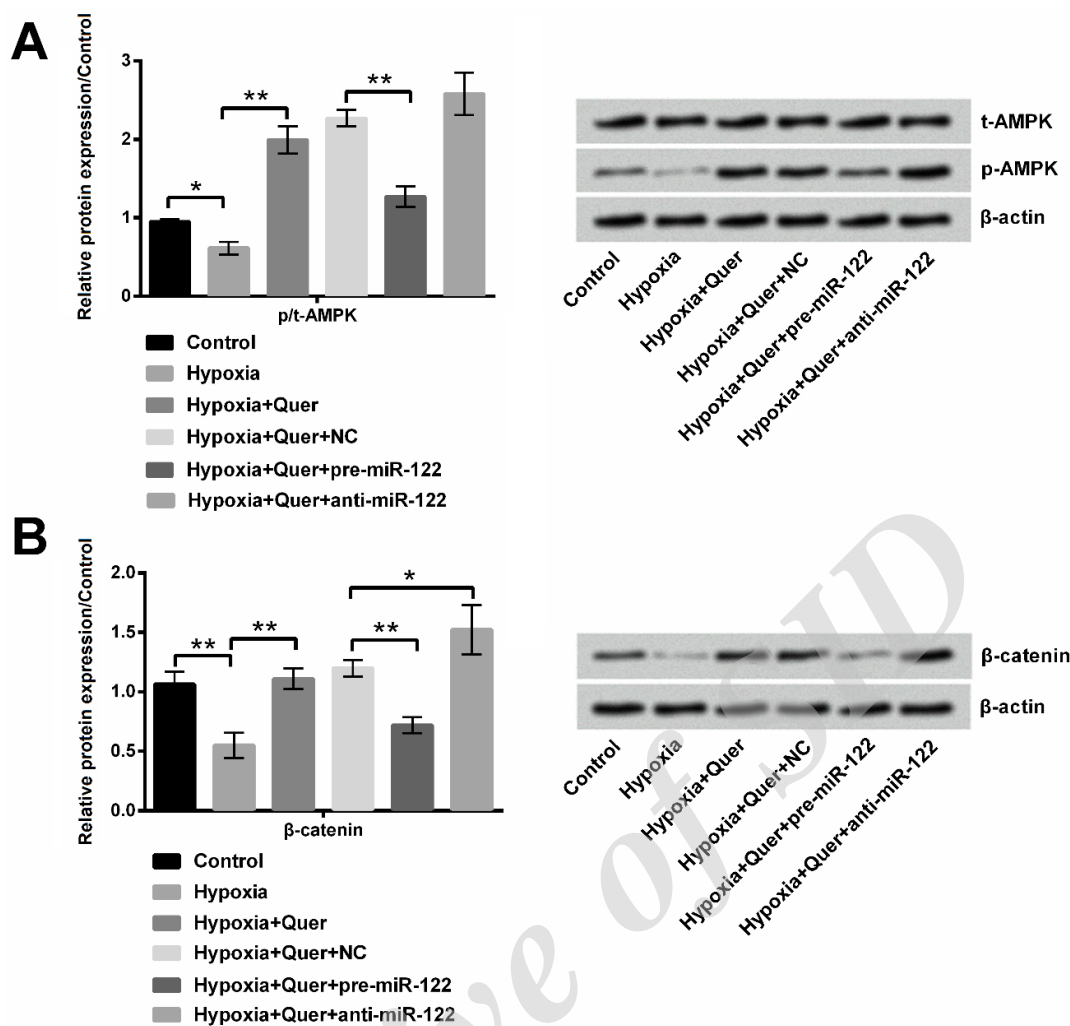 A
Relative protein expression/Control
3
2
1
0
*
**
**
p/t-AMPK
Control
Hypoxia
Hypoxia+Quer
Hypoxia+Quer+NC
Hypoxia+Quer+pre-miR-122
Hypoxia+Quer+anti-miR-122
t-AMPK
p-AMPK
β-actin
Control
Hypoxia
Hypoxia+Quer
Hypoxia+Quer+NC
Hypoxia+Quer+pre-miR-122
Hypoxia+Quer+anti-miR-122
B
Relative protein expression/Control
2.0
1.5
1.0
0.5
0.0
**
**
**
*
β-catenin
Control
Hypoxia
Hypoxia+Quer
Hypoxia+Quer+NC
Hypoxia+Quer+pre-miR-122
Hypoxia+Quer+anti-miR-122
β-catenin
β-actin
Control
Hypoxia
Hypoxia+Quer
Hypoxia+Quer+NC
Hypoxia+Quer+pre-miR-122
Hypoxia+Quer+anti-miR-122
ve of SID